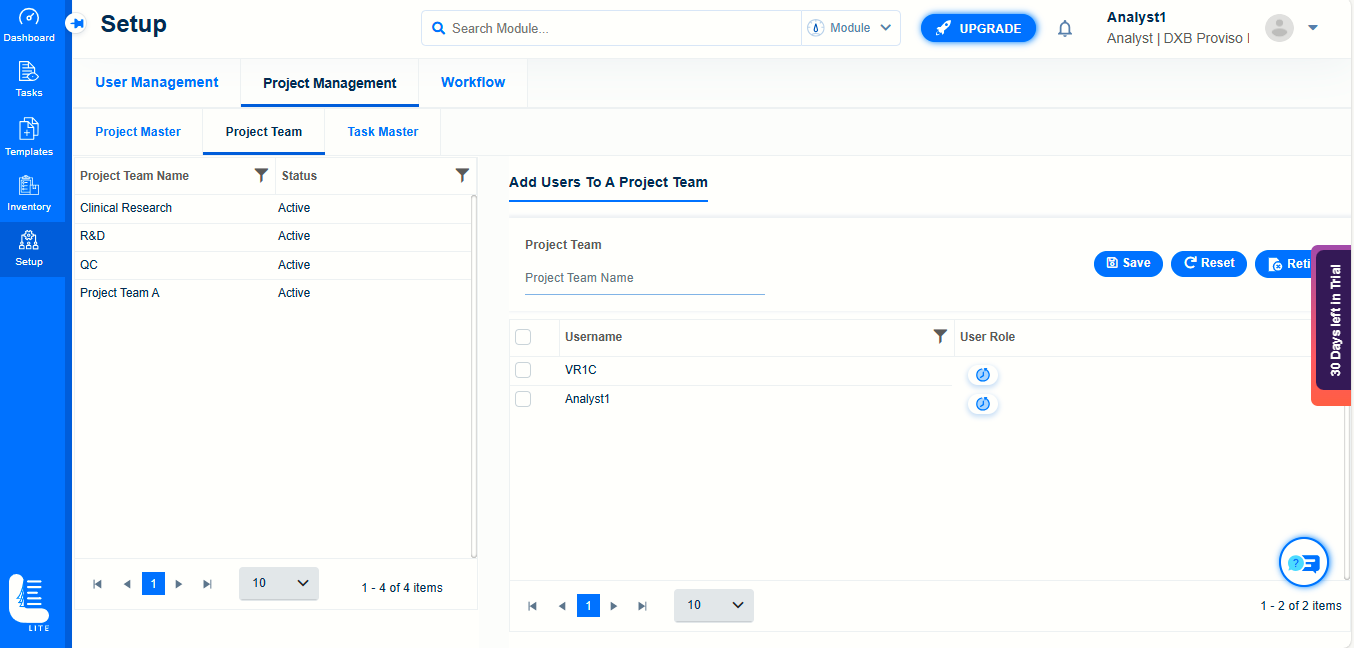 Dashboard
Tasks
Templates
Inventory
Setup
LITE
Setup
Search Module...
Module
UPGRADE
Analyst1
Analyst | DXB Proviso
User Management
Project Management
Workflow
Project Master
Project Team
Task Master
Project Team Name
Status
Clinical Research
Active
R&D
Active
QC
Active
Project Team A
Active
1
10
1 - 4 of 4 items
Add Users To A Project Team
Project Team
Project Team Name
Save
Reset
Reti
30 Days left in Trial
Username
User Role
VR1C
Analyst1
1
10
1 - 2 of 2 items